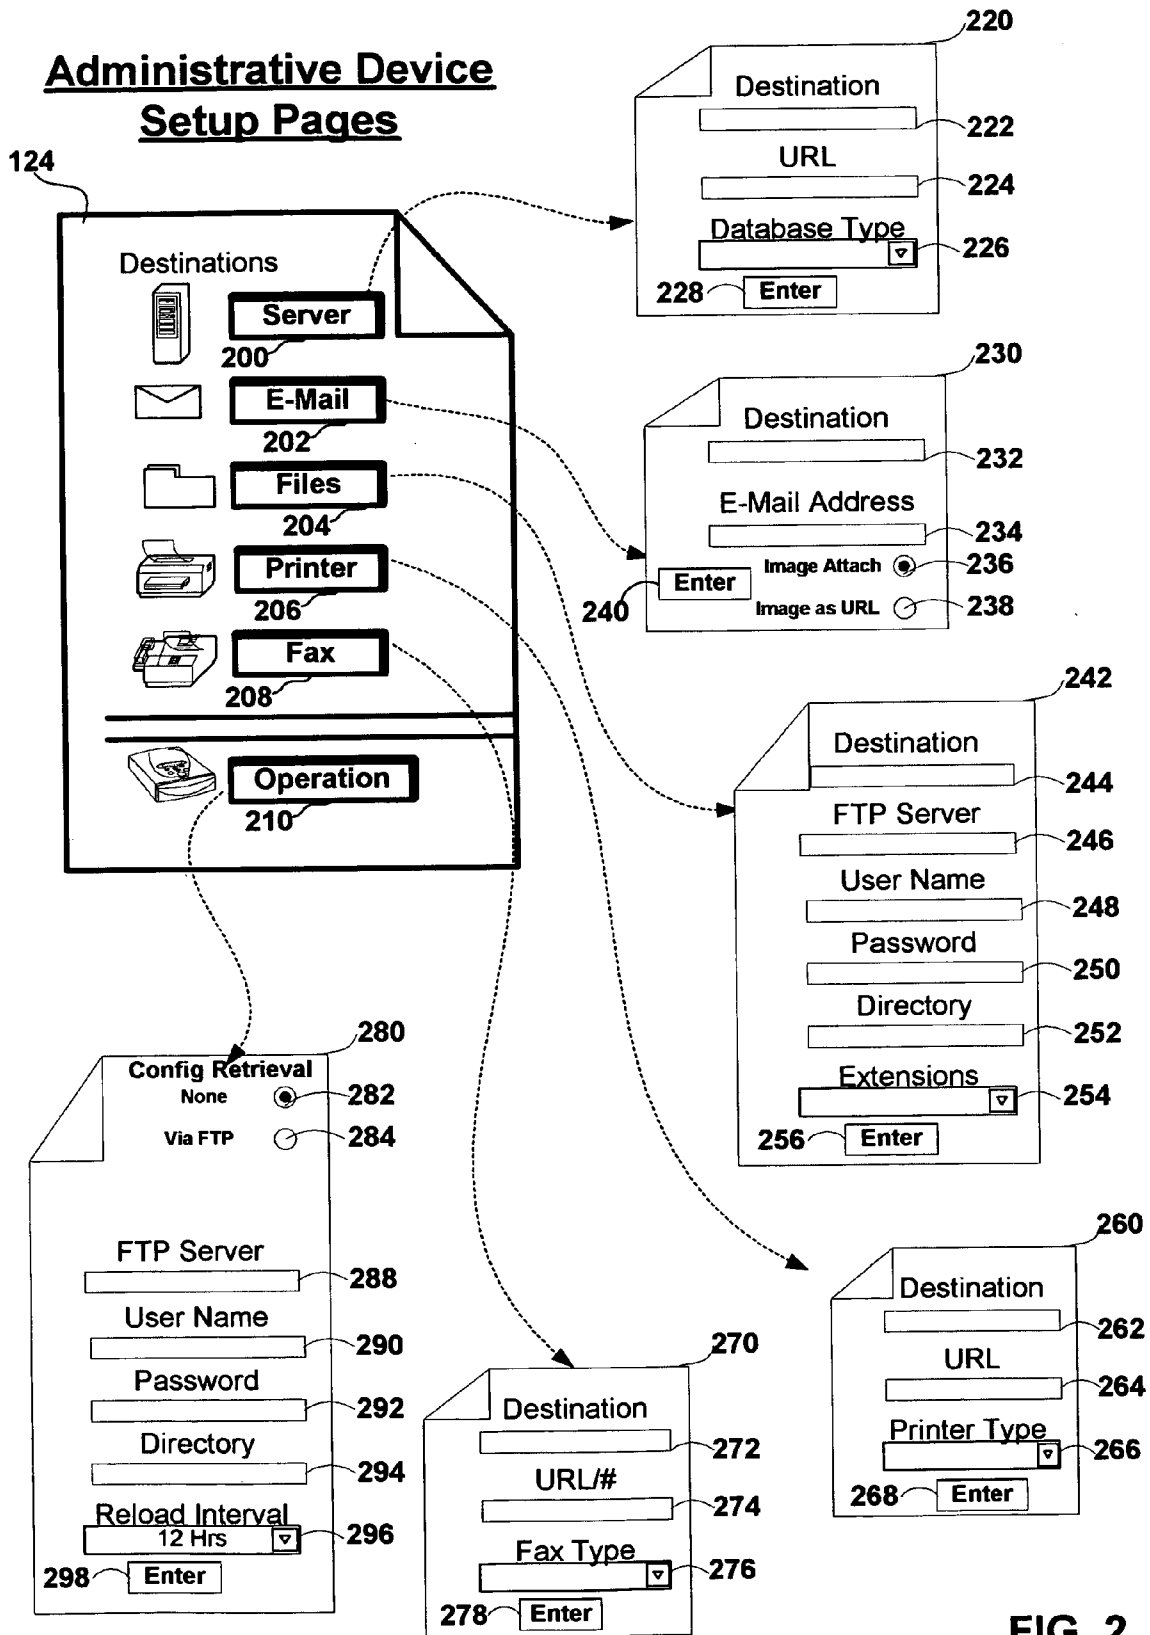 Administrative Device
Setup Pages
124
Destinations
Server
200
E-Mail
202
Files
204
Printer
206
Fax
208
Operation
210
220
Destination
222
URL
224
Database Type
226
228
Enter
230
Destination
232
E-Mail Address
234
Image Attach
236
Enter
240
Image as URL
238
242
Destination
244
FTP Server
246
User Name
248
Password
250
Directory
252
Extensions
254
256
Enter
260
Destination
262
URL
264
Printer Type
266
268
Enter
270
Destination
272
URL/#
274
Fax Type
276
278
Enter
280
Config Retrieval
None
282
Via FTP
284
FTP Server
288
User Name
290
Password
292
Directory
294
Reload Interval
12 Hrs
296
298
Enter
FIG. 2